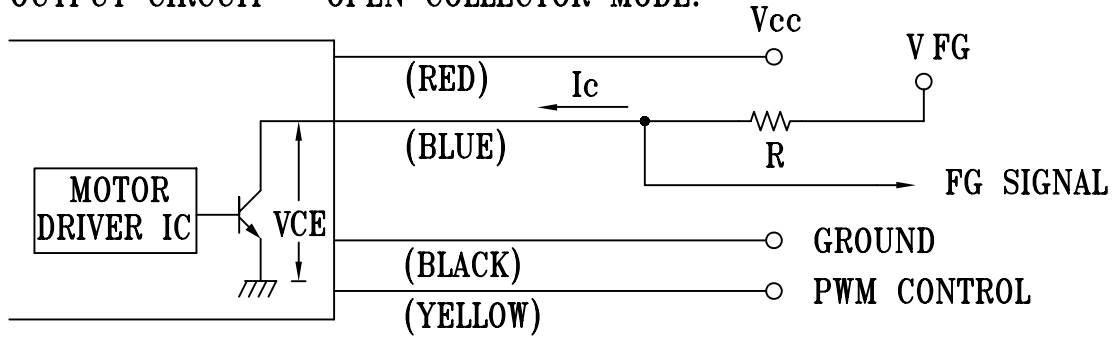 OUTPUT CIRCUIT - OPEN COLLECTOR MODE:
Vcc
V FG
(RED)
Ic
(BLUE)
R
FG SIGNAL
MOTOR
DRIVER IC
VCE
GROUND
(BLACK)
PWM CONTROL
(YELLOW)